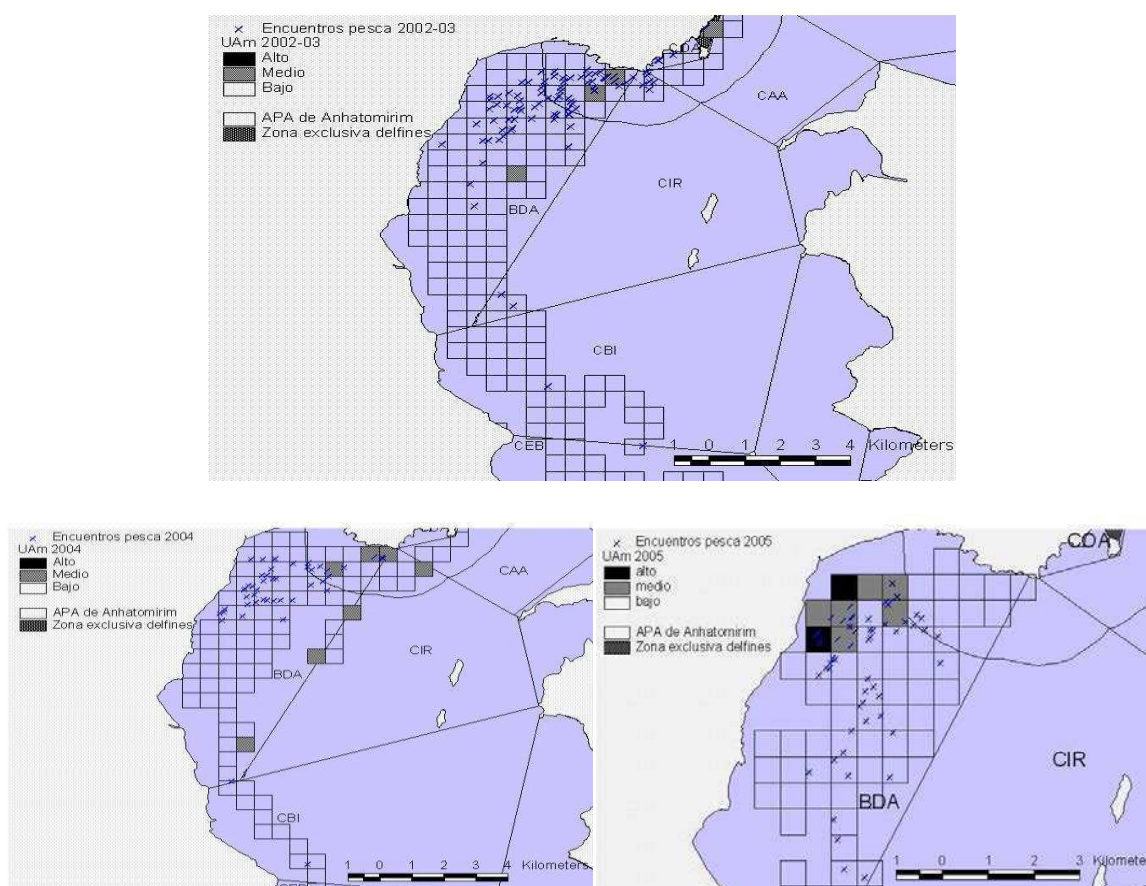 Encuentros pesca 2002-03
UAm 2002-03
Alto
Medio
Bajo
APA de Anhatomirim
Zona exclusiva delfines
CDA
CAA
CIR
BDA
CBI
CEB
1 0 1 2 3 4 Kilometers
Encuentros pesca 2004
UAm 2004
Alto
Medio
Bajo
APA de Anhatomirim
Zona exclusiva delfines
CAA
CIR
BDA
CBI
1 0 1 2 3 4 Kilometers
Encuentros pesca 2005
UAm 2005
alto
medio
bajo
APA de Anhatomirim
Zona exclusiva delfines
CDA
CIR
BDA
1 0 1 2 3 Kilometers